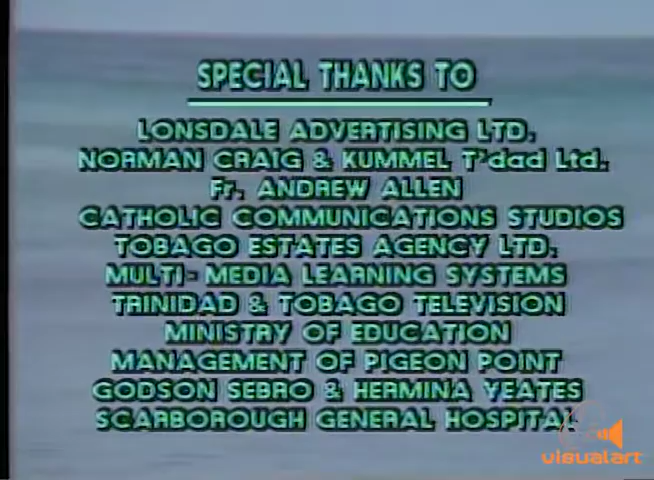 SPECIAL THANKS TO
LONSDALE ADVERTISING LTD.
NORMAN CRAIG & KUMMEL T'dad Ltd.
Fr. ANDREW ALLEN
CATHOLIC COMMUNICATIONS STUDIOS
TOBAGO ESTATES AGENCY LTD.
MULTI-MEDIA LEARNING SYSTEMS
TRINIDAD & TOBAGO TELEVISION
MINISTRY OF EDUCATION
MANAGEMENT OF PIGEON POINT
GODSON SEBRO & HERMINA YEATES
SCARBOROUGH GENERAL HOSPITAL
visualart